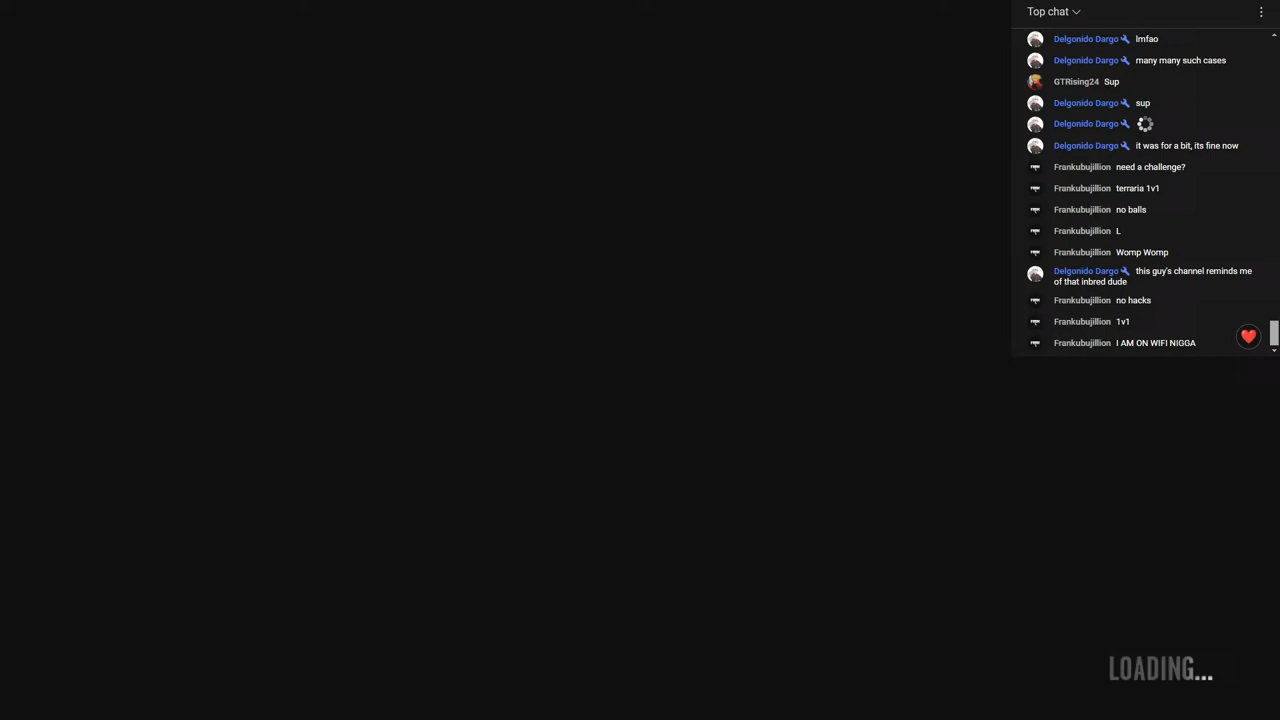 Top chat
Delgonido Dargo lmfao
Delgonido Dargo many many such cases
GTRising24 Sup
Delgonido Dargo sup
Delgonido Dargo
Delgonido Dargo it was for a bit, its fine now
Frankubujillion need a challenge?
Frankubujillion terraria 1v1
Frankubujillion no balls
Frankubujillion L
Frankubujillion Womp Womp
Delgonido Dargo this guy's channel reminds me
of that inbred dude
Frankubujillion no hacks
Frankubujillion 1v1
Frankubujillion I AM ON WIFI NIGGA
LOADING...